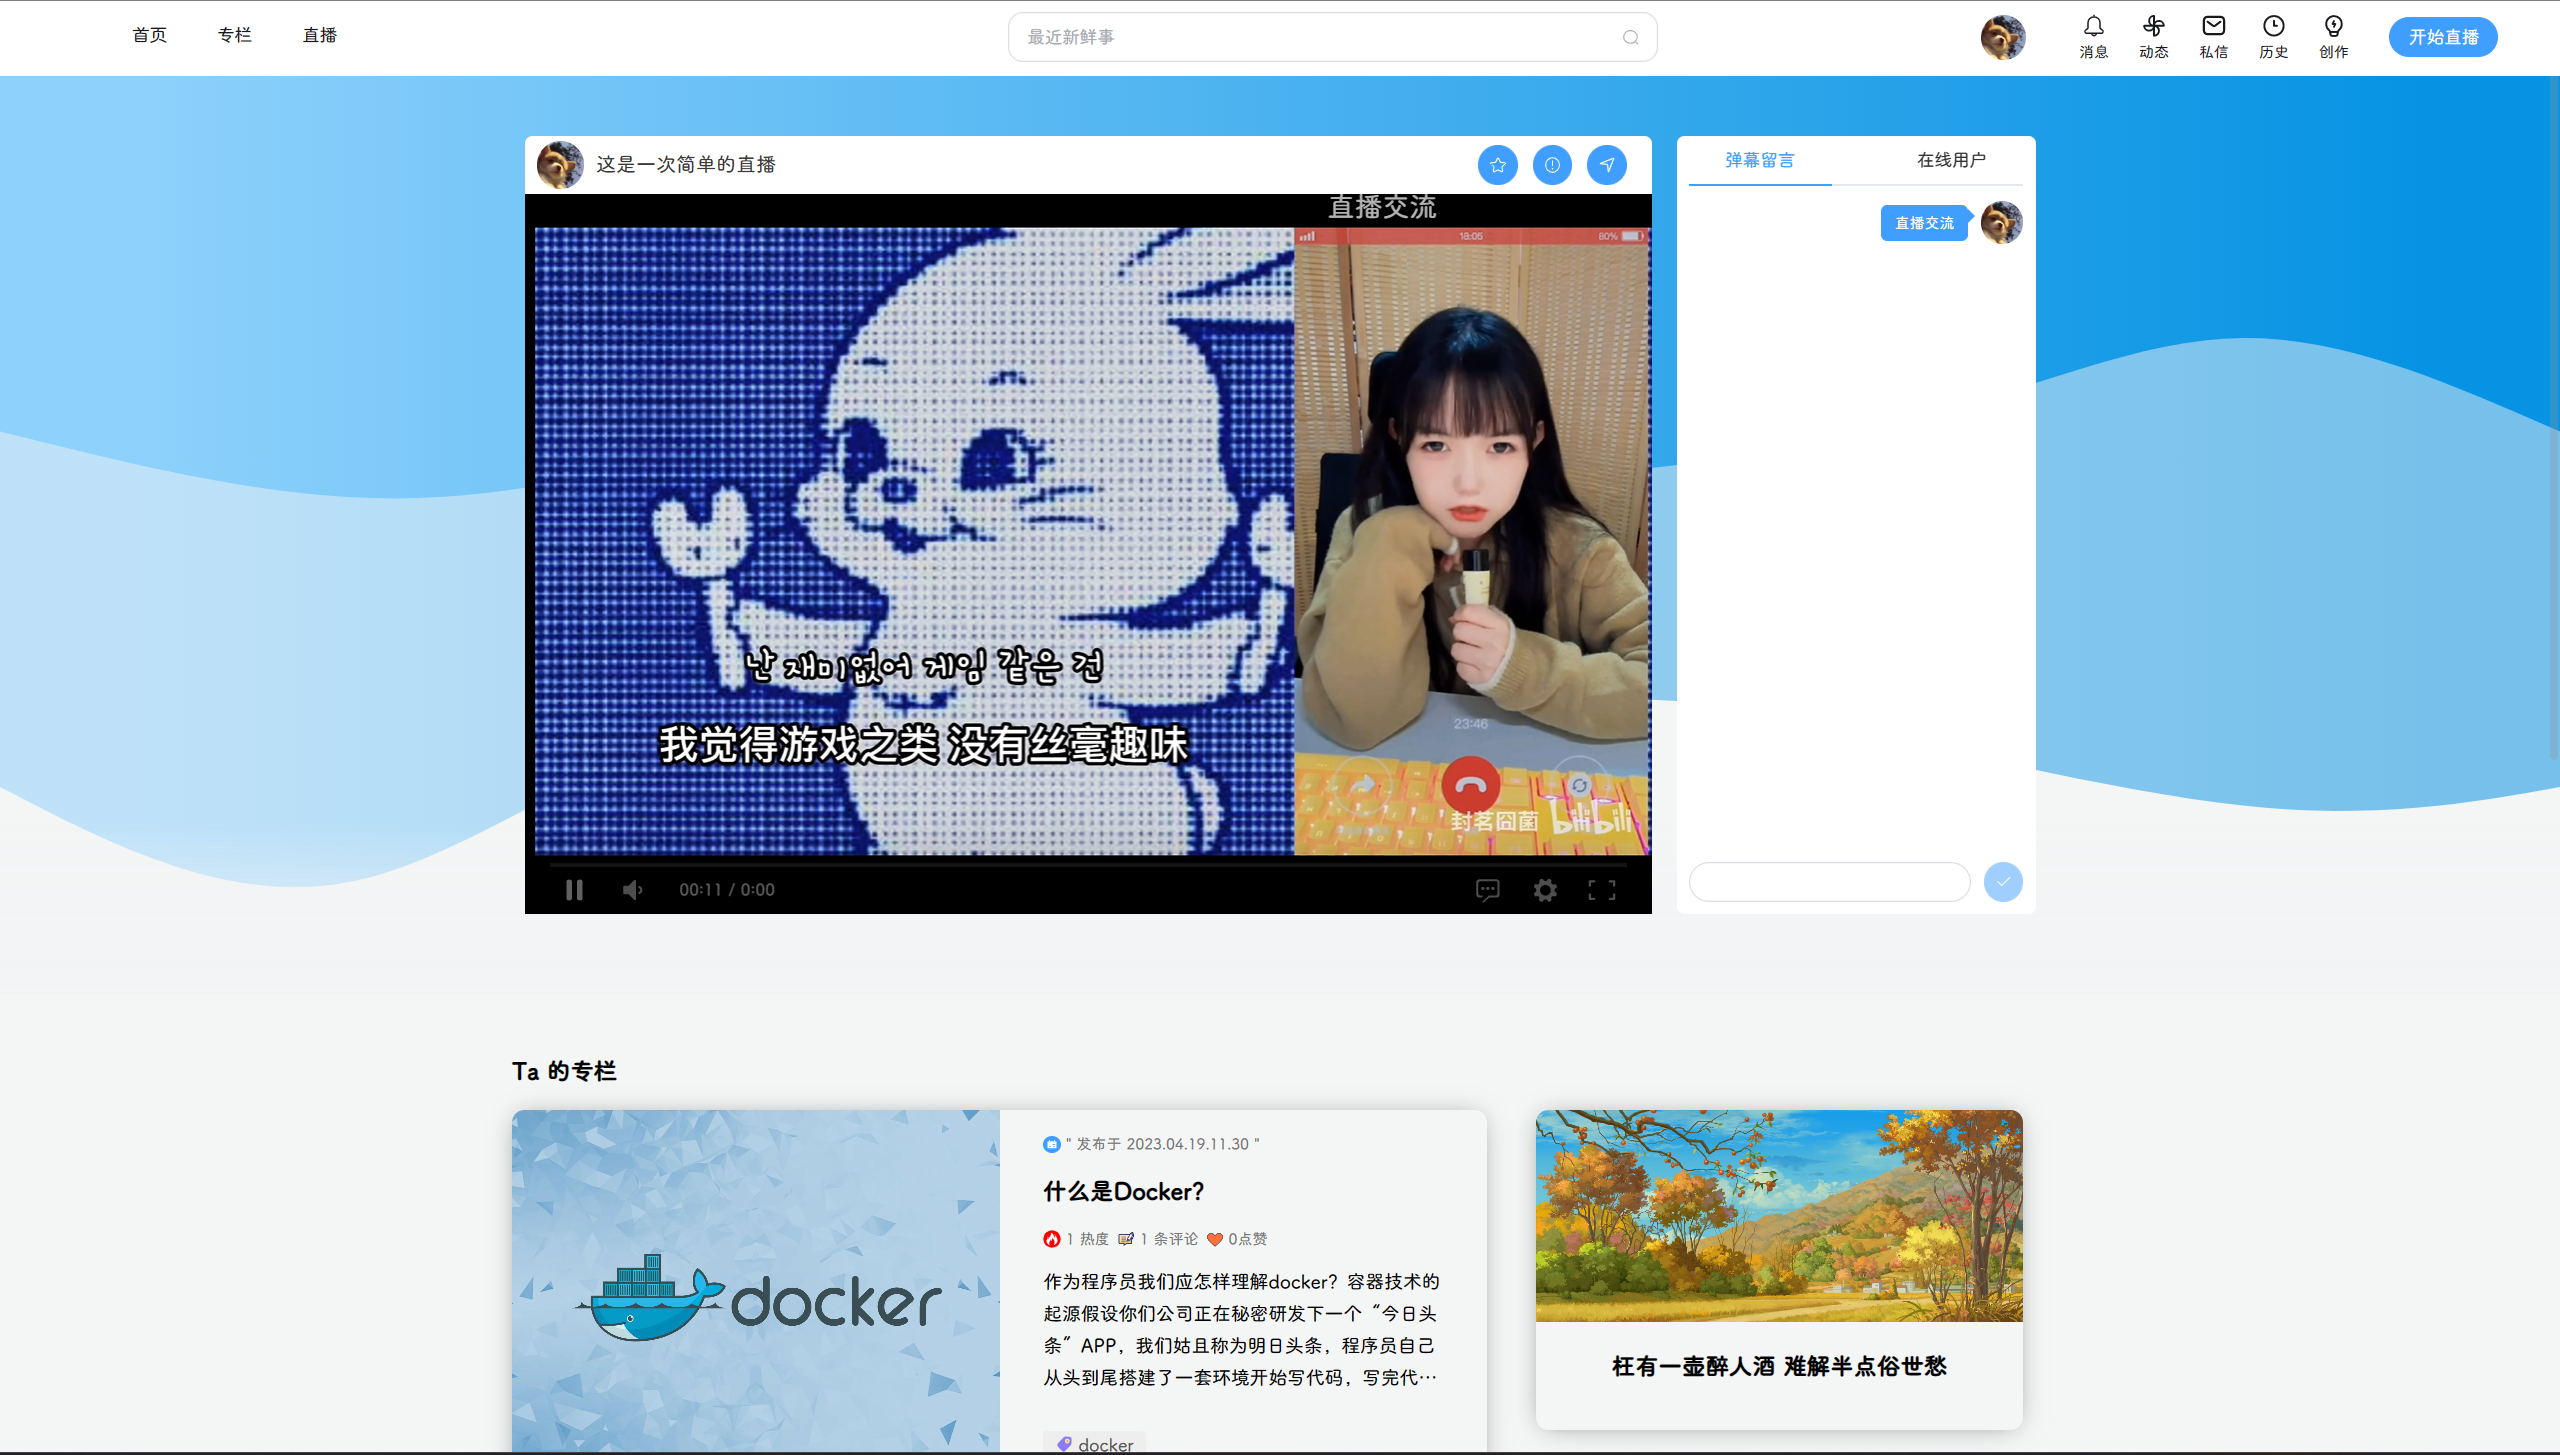 首页
专栏
直播
最近新鲜事
消息
动态
私信
历史
创作
开始直播
这是一次简单的直播
直播交流
18:05
80%
난 재미없어 게임 같은 건
我觉得游戏之类 没有丝毫趣味
23:46
封茗囧菌
bilibili
00:11 / 0:00
弹幕留言
在线用户
直播交流
Ta 的专栏
docker
" 发布于 2023.04.19.11.30 "
什么是Docker?
1 热度 1 条评论 0点赞
作为程序员我们应怎样理解docker？容器技术的
起源假设你们公司正在秘密研发下一个“今日头
条”APP，我们姑且称为明日头条，程序员自己
从头到尾搭建了一套环境开始写代码，写完代…
docker
枉有一壶醉人酒 难解半点俗世愁